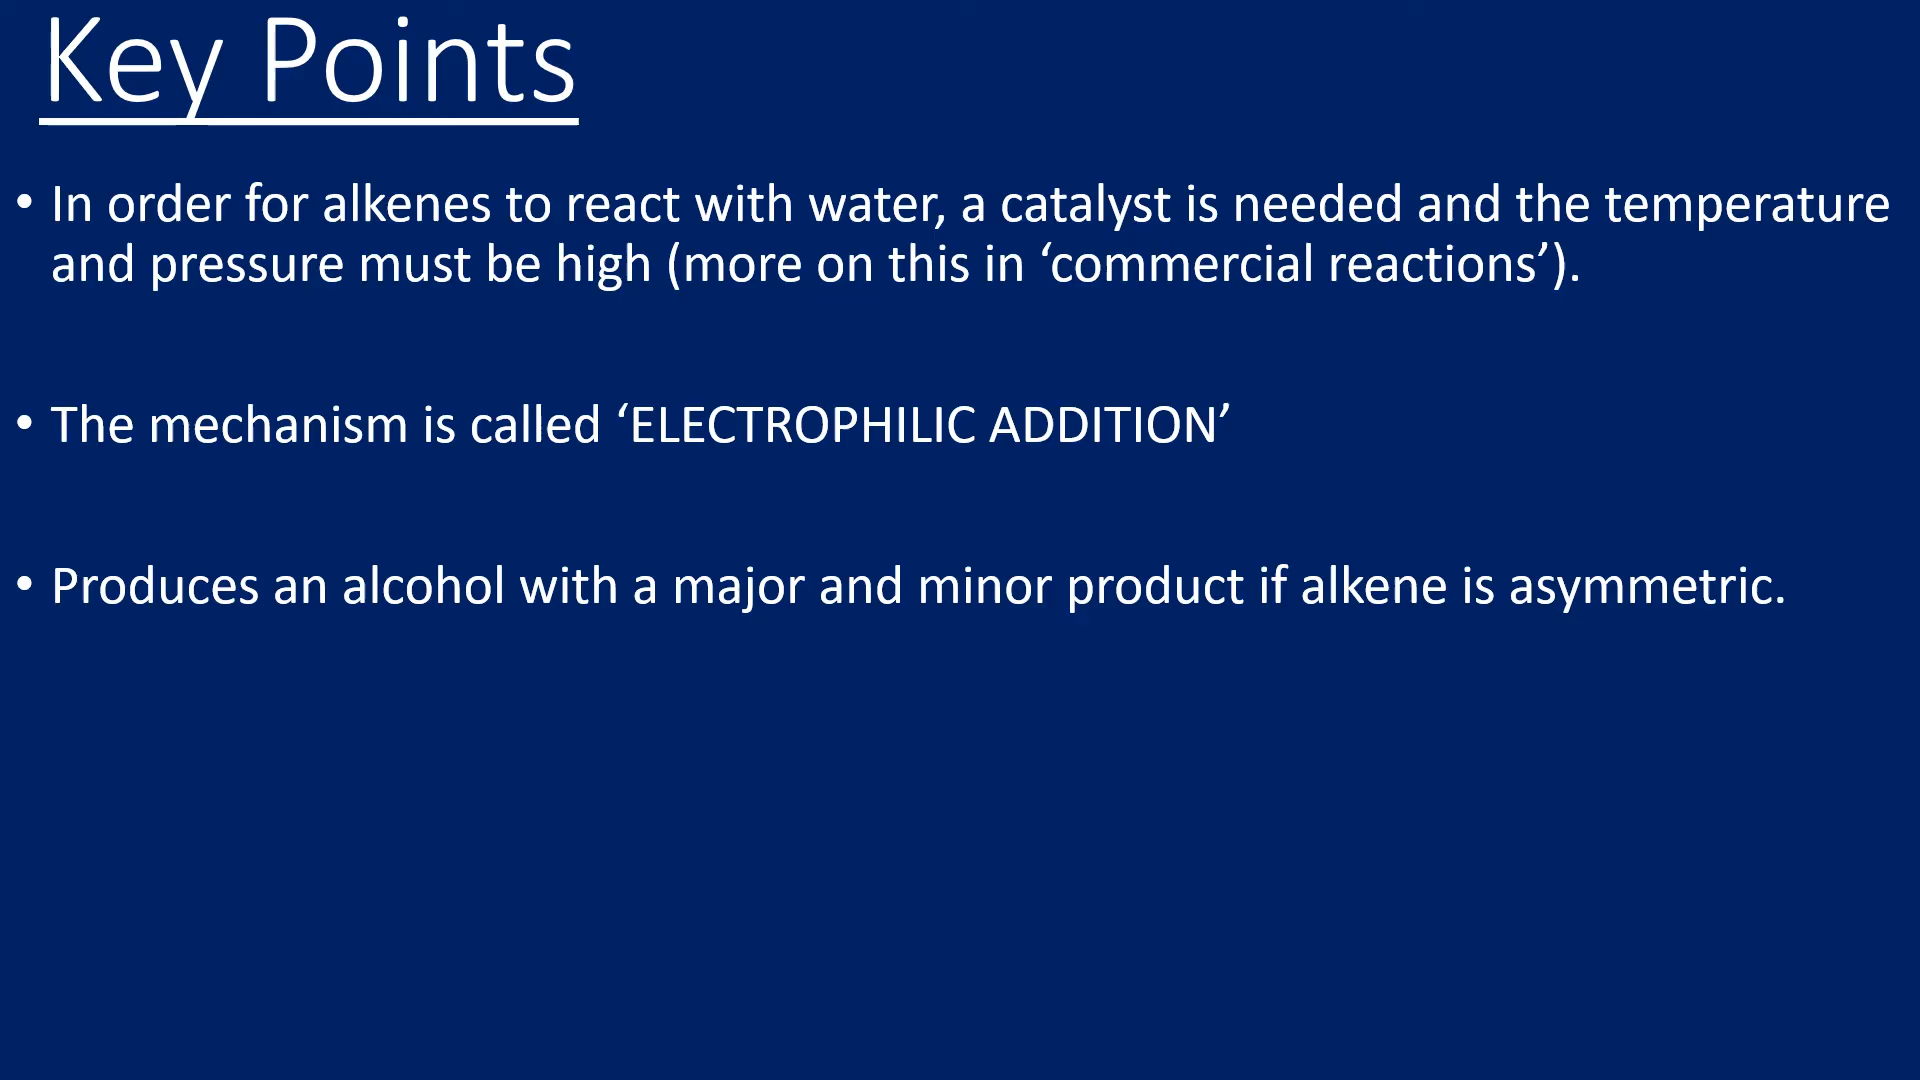 Key Points
• In order for alkenes to react with water, a catalyst is needed and the temperature
and pressure must be high (more on this in ‘commercial reactions’).
• The mechanism is called ‘ELECTROPHILIC ADDITION’
• Produces an alcohol with a major and minor product if alkene is asymmetric.